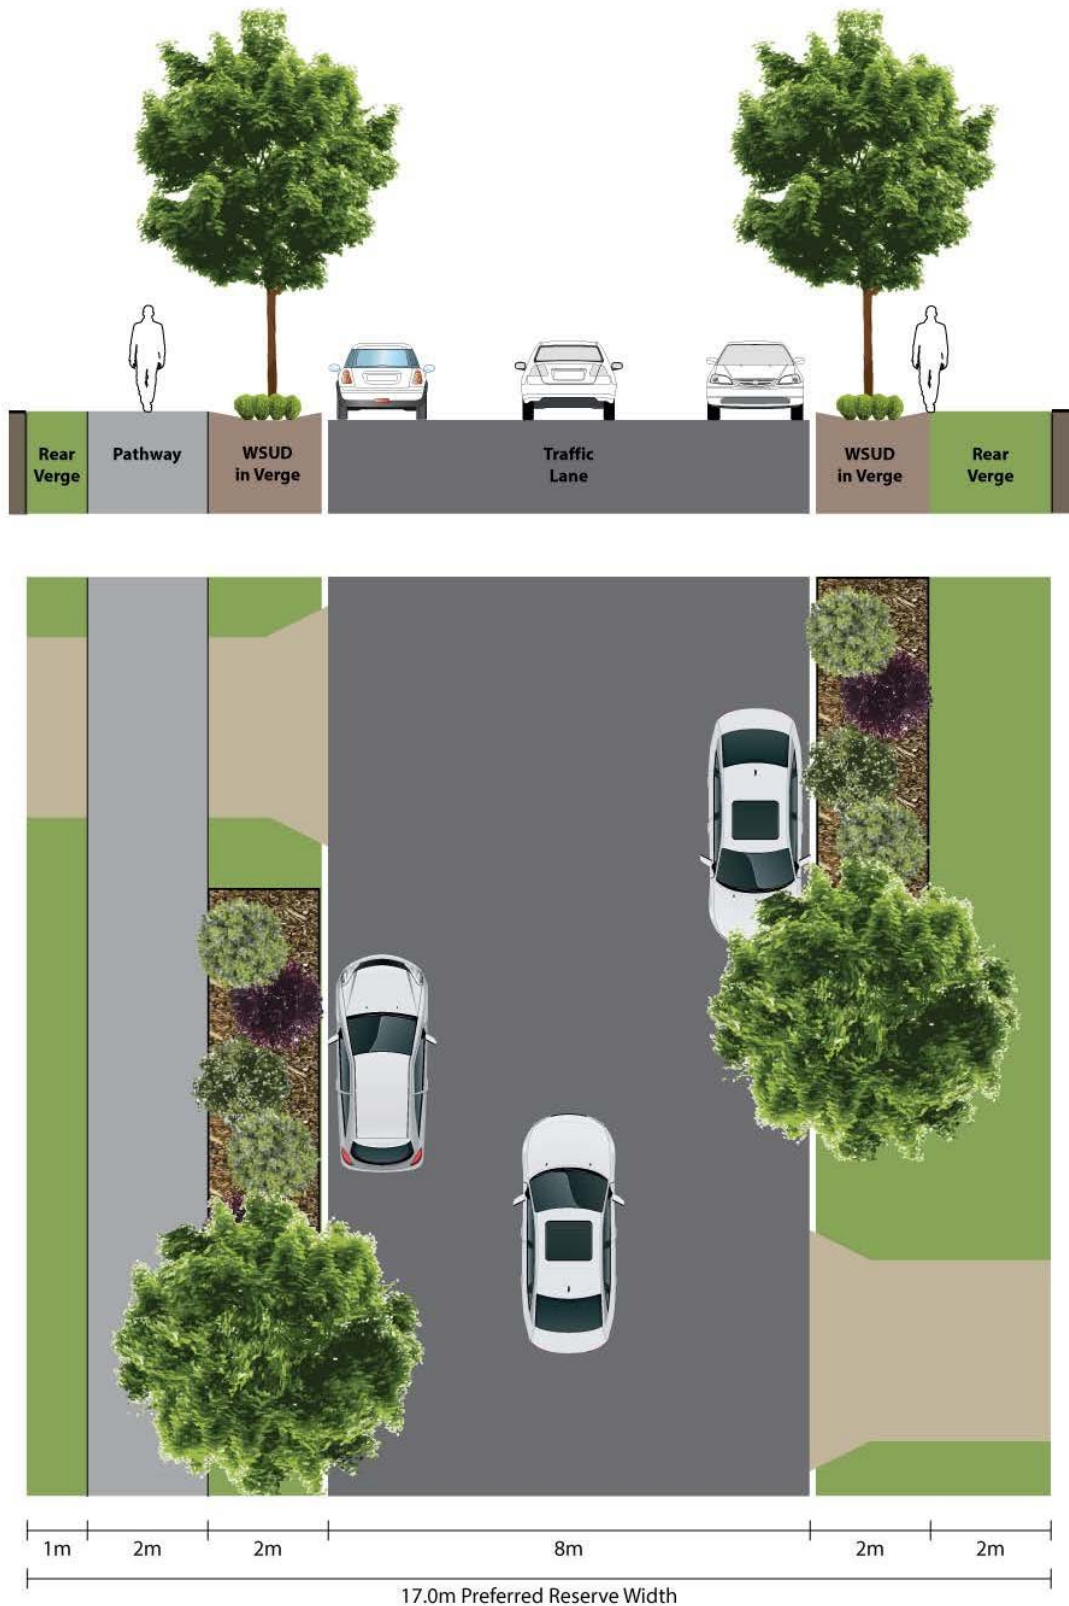 Rear
Verge
Pathway
WSUD
in Verge
Traffic
Lane
WSUD
in Verge
Rear
Verge
1m
2m
2m
8m
2m
2m
17.0m Preferred Reserve Width